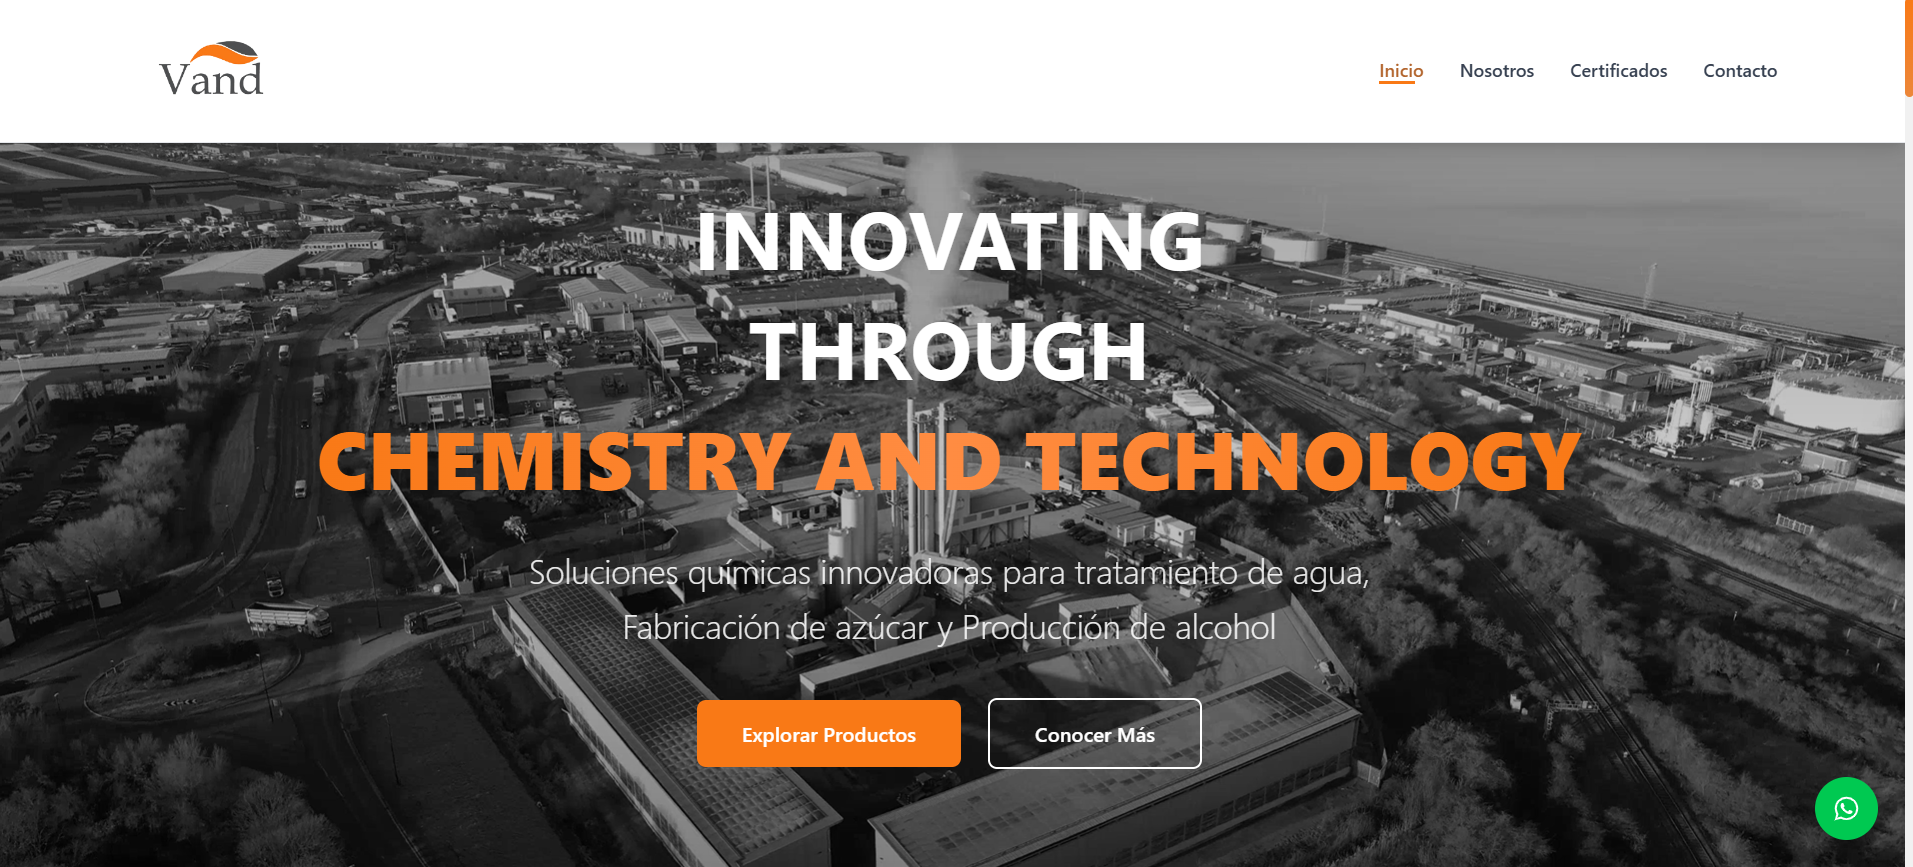 Vand
Inicio Nosotros Certificados Contacto
INNOVATING
THROUGH
CHEMISTRY AND TECHNOLOGY
Soluciones químicas innovadoras para tratamiento de agua,
Fabricación de azúcar y Producción de alcohol
Explorar Productos
Conocer Más